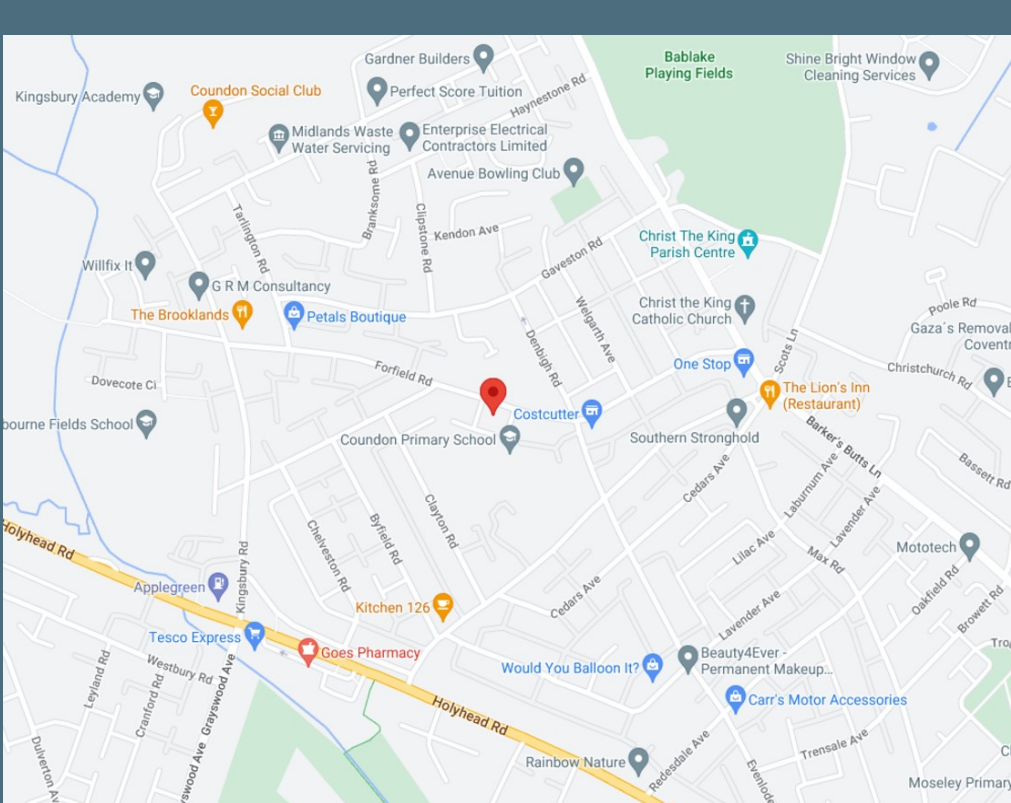 Gardner Builders
Bablake
Playing Fields
Shine Bright Window
Cleaning Services
Kingsbury Academy
Coundon Social Club
Perfect Score Tuition
Haynestone Rd
Midlands Waste
Water Servicing
Enterprise Electrical
Contractors Limited
Avenue Bowling Club
Branksome Rd
Clipstone Rd
Tarlington Rd
Kendon Ave
Gaveston Rd
Christ The King
Parish Centre
Willfix It
G R M Consultancy
The Brooklands
Petals Boutique
Welgarth Ave
Christ the King
Catholic Church
Poole Rd
Gaza's Removal
Coventr
Scots Ln
Denbigh Rd
One Stop
Forfield Rd
Christchurch Rd
Dovecote Cl
The Lion's Inn
(Restaurant)
Costcutter
bourne Fields School
Coundon Primary School
Southern Stronghold
Barker's Butts Ln
Bassett Rd
Cedars Ave
Laburnum Ave
Lavender Ave
Clayton Rd
Byfield Rd
Chelveston Rd
Holyhead Rd
Lilac Ave
Max Rd
Mototech
Oakfield Rd
Browett Rd
Kingsbury Rd
Applegreen
Cedars Ave
Kitchen 126
Lavender Ave
Tesco Express
Goes Pharmacy
Westbury Rd
Would You Balloon It?
Beauty4Ever -
Permanent Makeup...
Leyland Rd
Cranford Rd
Grayswood Ave
swood Ave
Holyhead Rd
Carr's Motor Accessories
Trensale Ave
Dulverton Av
Rainbow Nature
Redesdale Ave
Evenlod
Moseley Primary